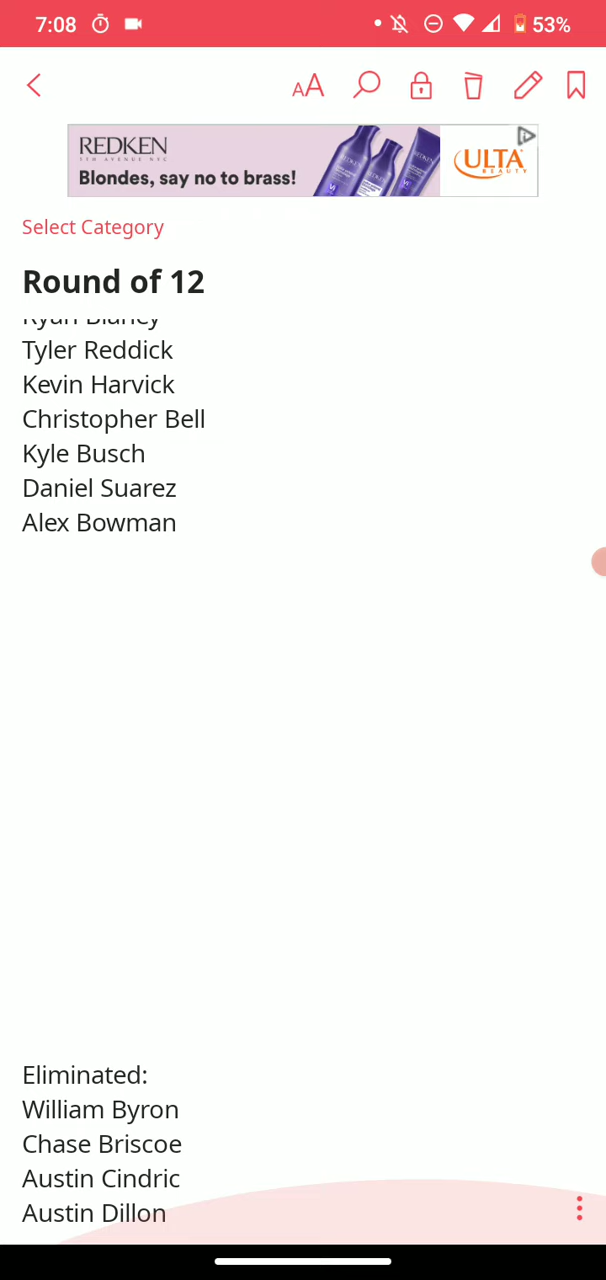 7:08
53%
REDKEN
5TH AVENUE NYC
Blondes, say no to brass!
ULTA
BEAUTY
AA
Select Category
Round of 12
Tyler Reddick
Kevin Harvick
Christopher Bell
Kyle Busch
Daniel Suarez
Alex Bowman
Eliminated:
William Byron
Chase Briscoe
Austin Cindric
Austin Dillon